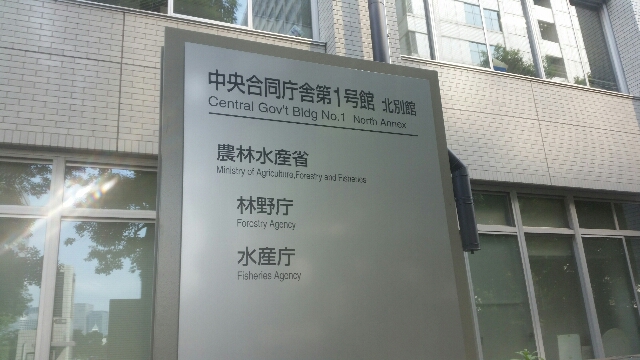 中央合同庁舎第1号館 北別館
Central Gov't Bldg No.1 North Annex
農林水産省
Ministry of Agriculture,Forestry and Fisheries
林野庁
Forestry Agency
水産庁
Fisheries Agency